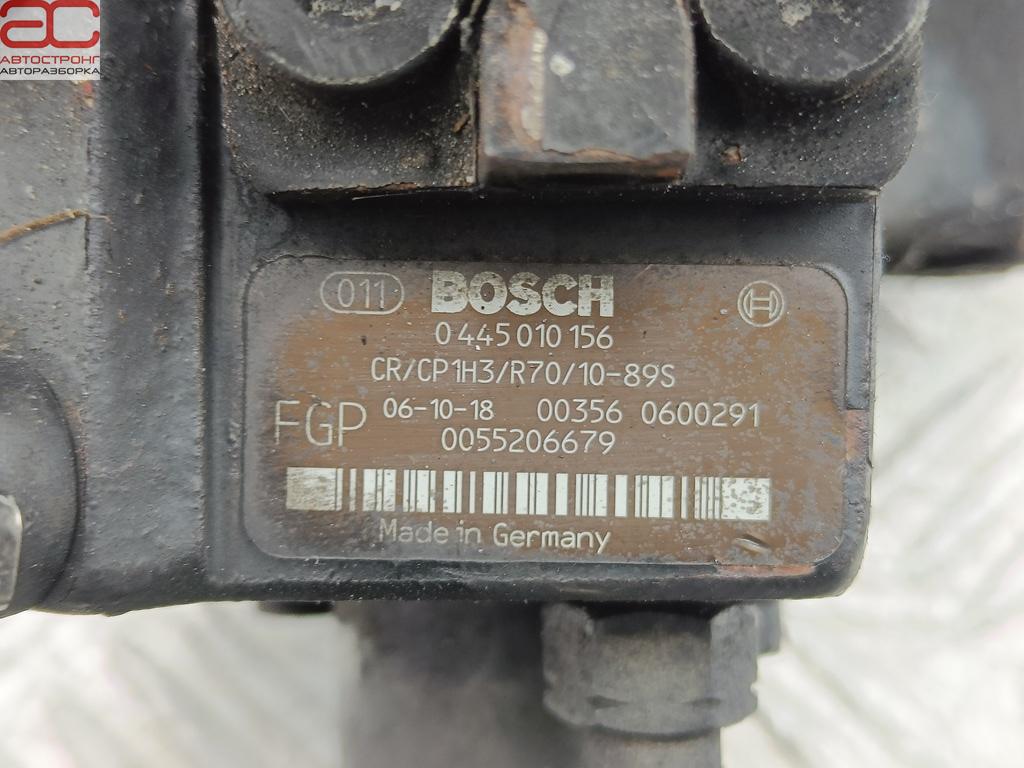 ac
АВТОСТРОНГ
АВТОРАЗБОРКА
011 BOSCH
0 445 010 156
CR/CP1H3/R70/10-89S
FGP 06-10-18 00356 0600291
0055206679
Made in Germany